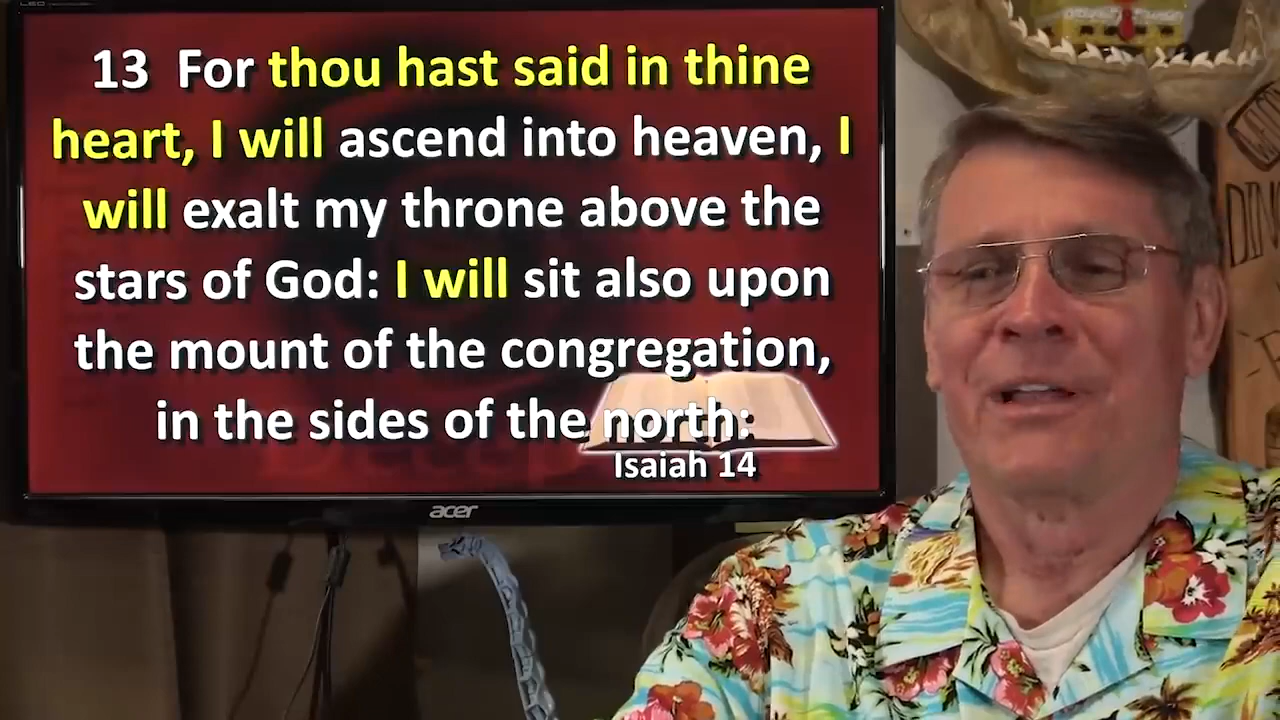 13 For thou hast said in thine
heart, I will ascend into heaven, I
will exalt my throne above the
stars of God: I will sit also upon
the mount of the congregation,
in the sides of the north:
Isaiah 14
acer